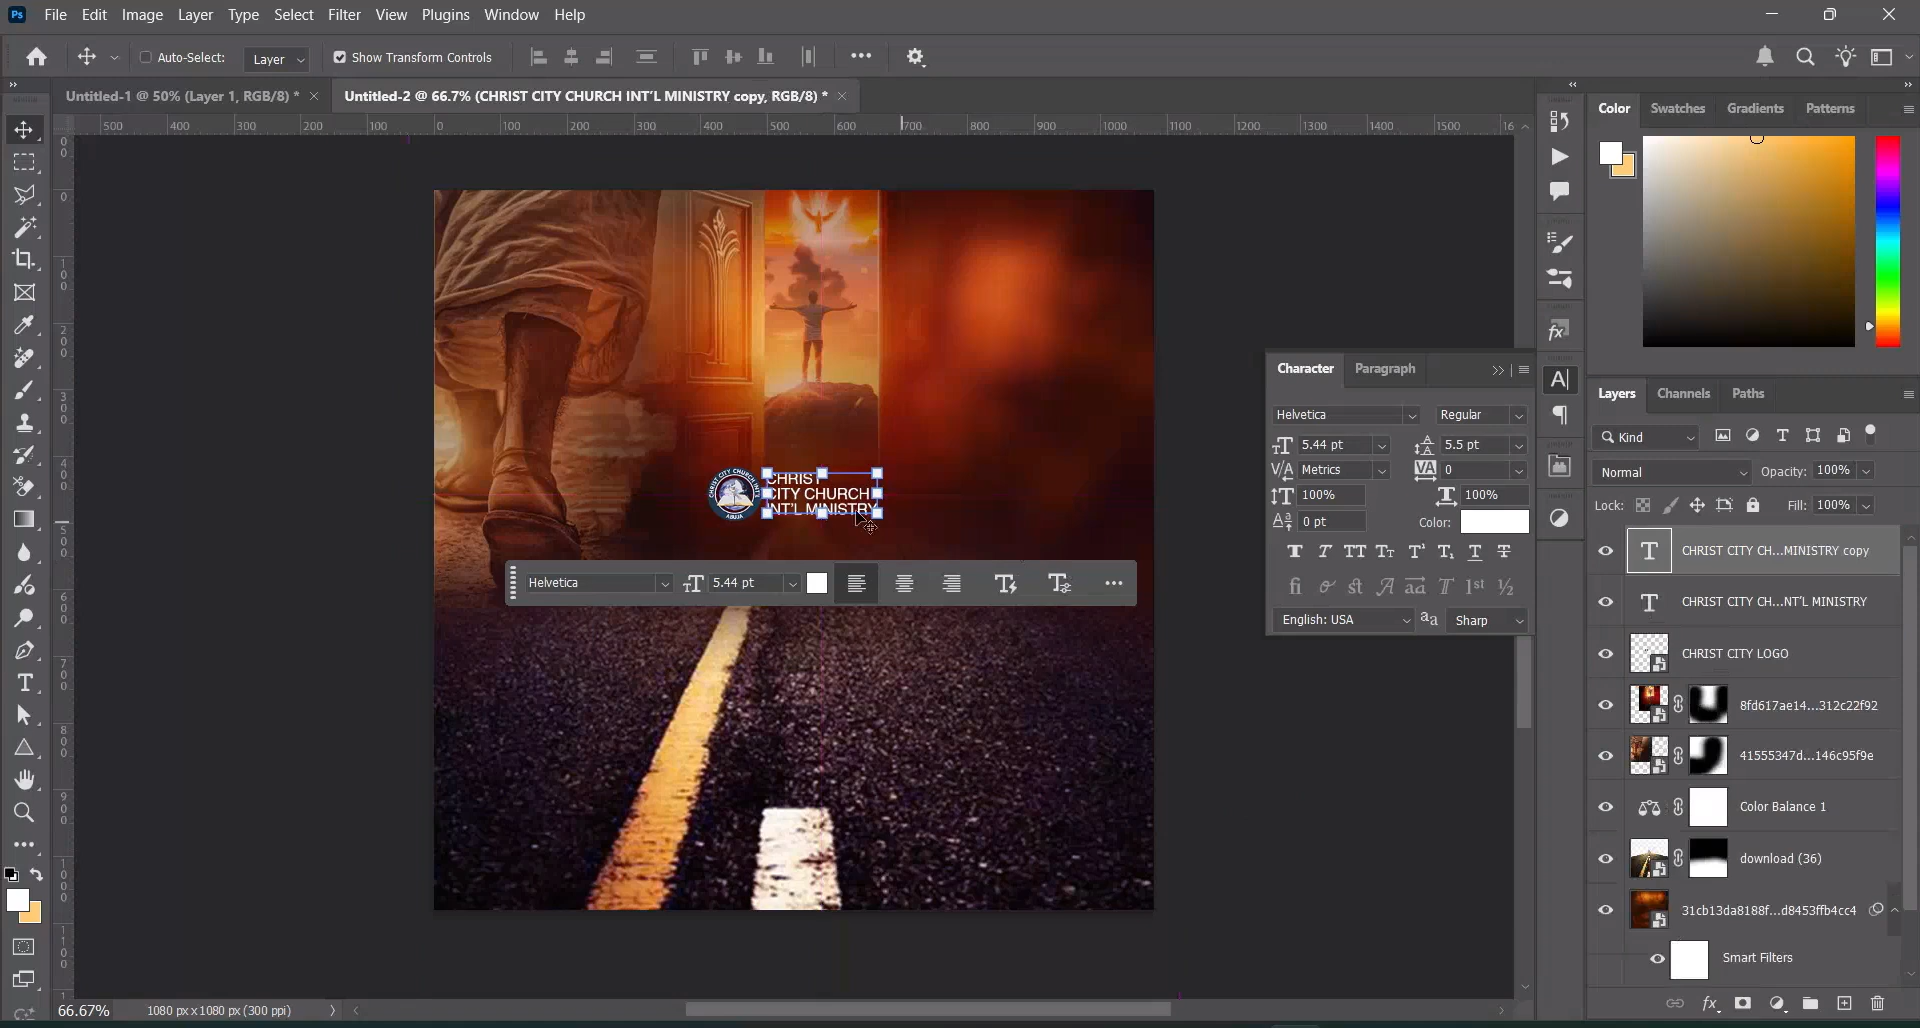 File Edit Image Layer Type Select Filter View Plugins Window Help
Auto-Select: Layer Show Transform Controls
Untitled-1 @ 50% (Layer 1, RGB/8) * Untitled-2 @ 66.7% (CHRIST CITY CHURCH INT'L MINISTRY copy, RGB/8) *
500 400 300 200 100 0 100 200 300 400 500 600 700 800 900 1000 1100 1200 1300 1400 1500 16
Color Swatches Gradients Patterns
CHRIST CITY CHURCH INT'L
ABUJA
CHRIST
CITY CHURCH
INT'L MINISTRY
Helvetica 5.44 pt
Character Paragraph
Helvetica Regular
5.44 pt 5.5 pt
Metrics 0
100% 100%
0 pt Color:
English: USA Sharp
Layers Channels Paths
Kind
Normal Opacity: 100%
Lock: Fill: 100%
CHRIST CITY CH...MINISTRY copy
CHRIST CITY CH...NT'L MINISTRY
CHRIST CITY LOGO
8fd617ae14...312c22f92
41555347d...146c95f9e
Color Balance 1
download (36)
31cb13da8188f...d8453ffb4cc4
Smart Filters
66.67% 1080 px x 1080 px (300 ppi)